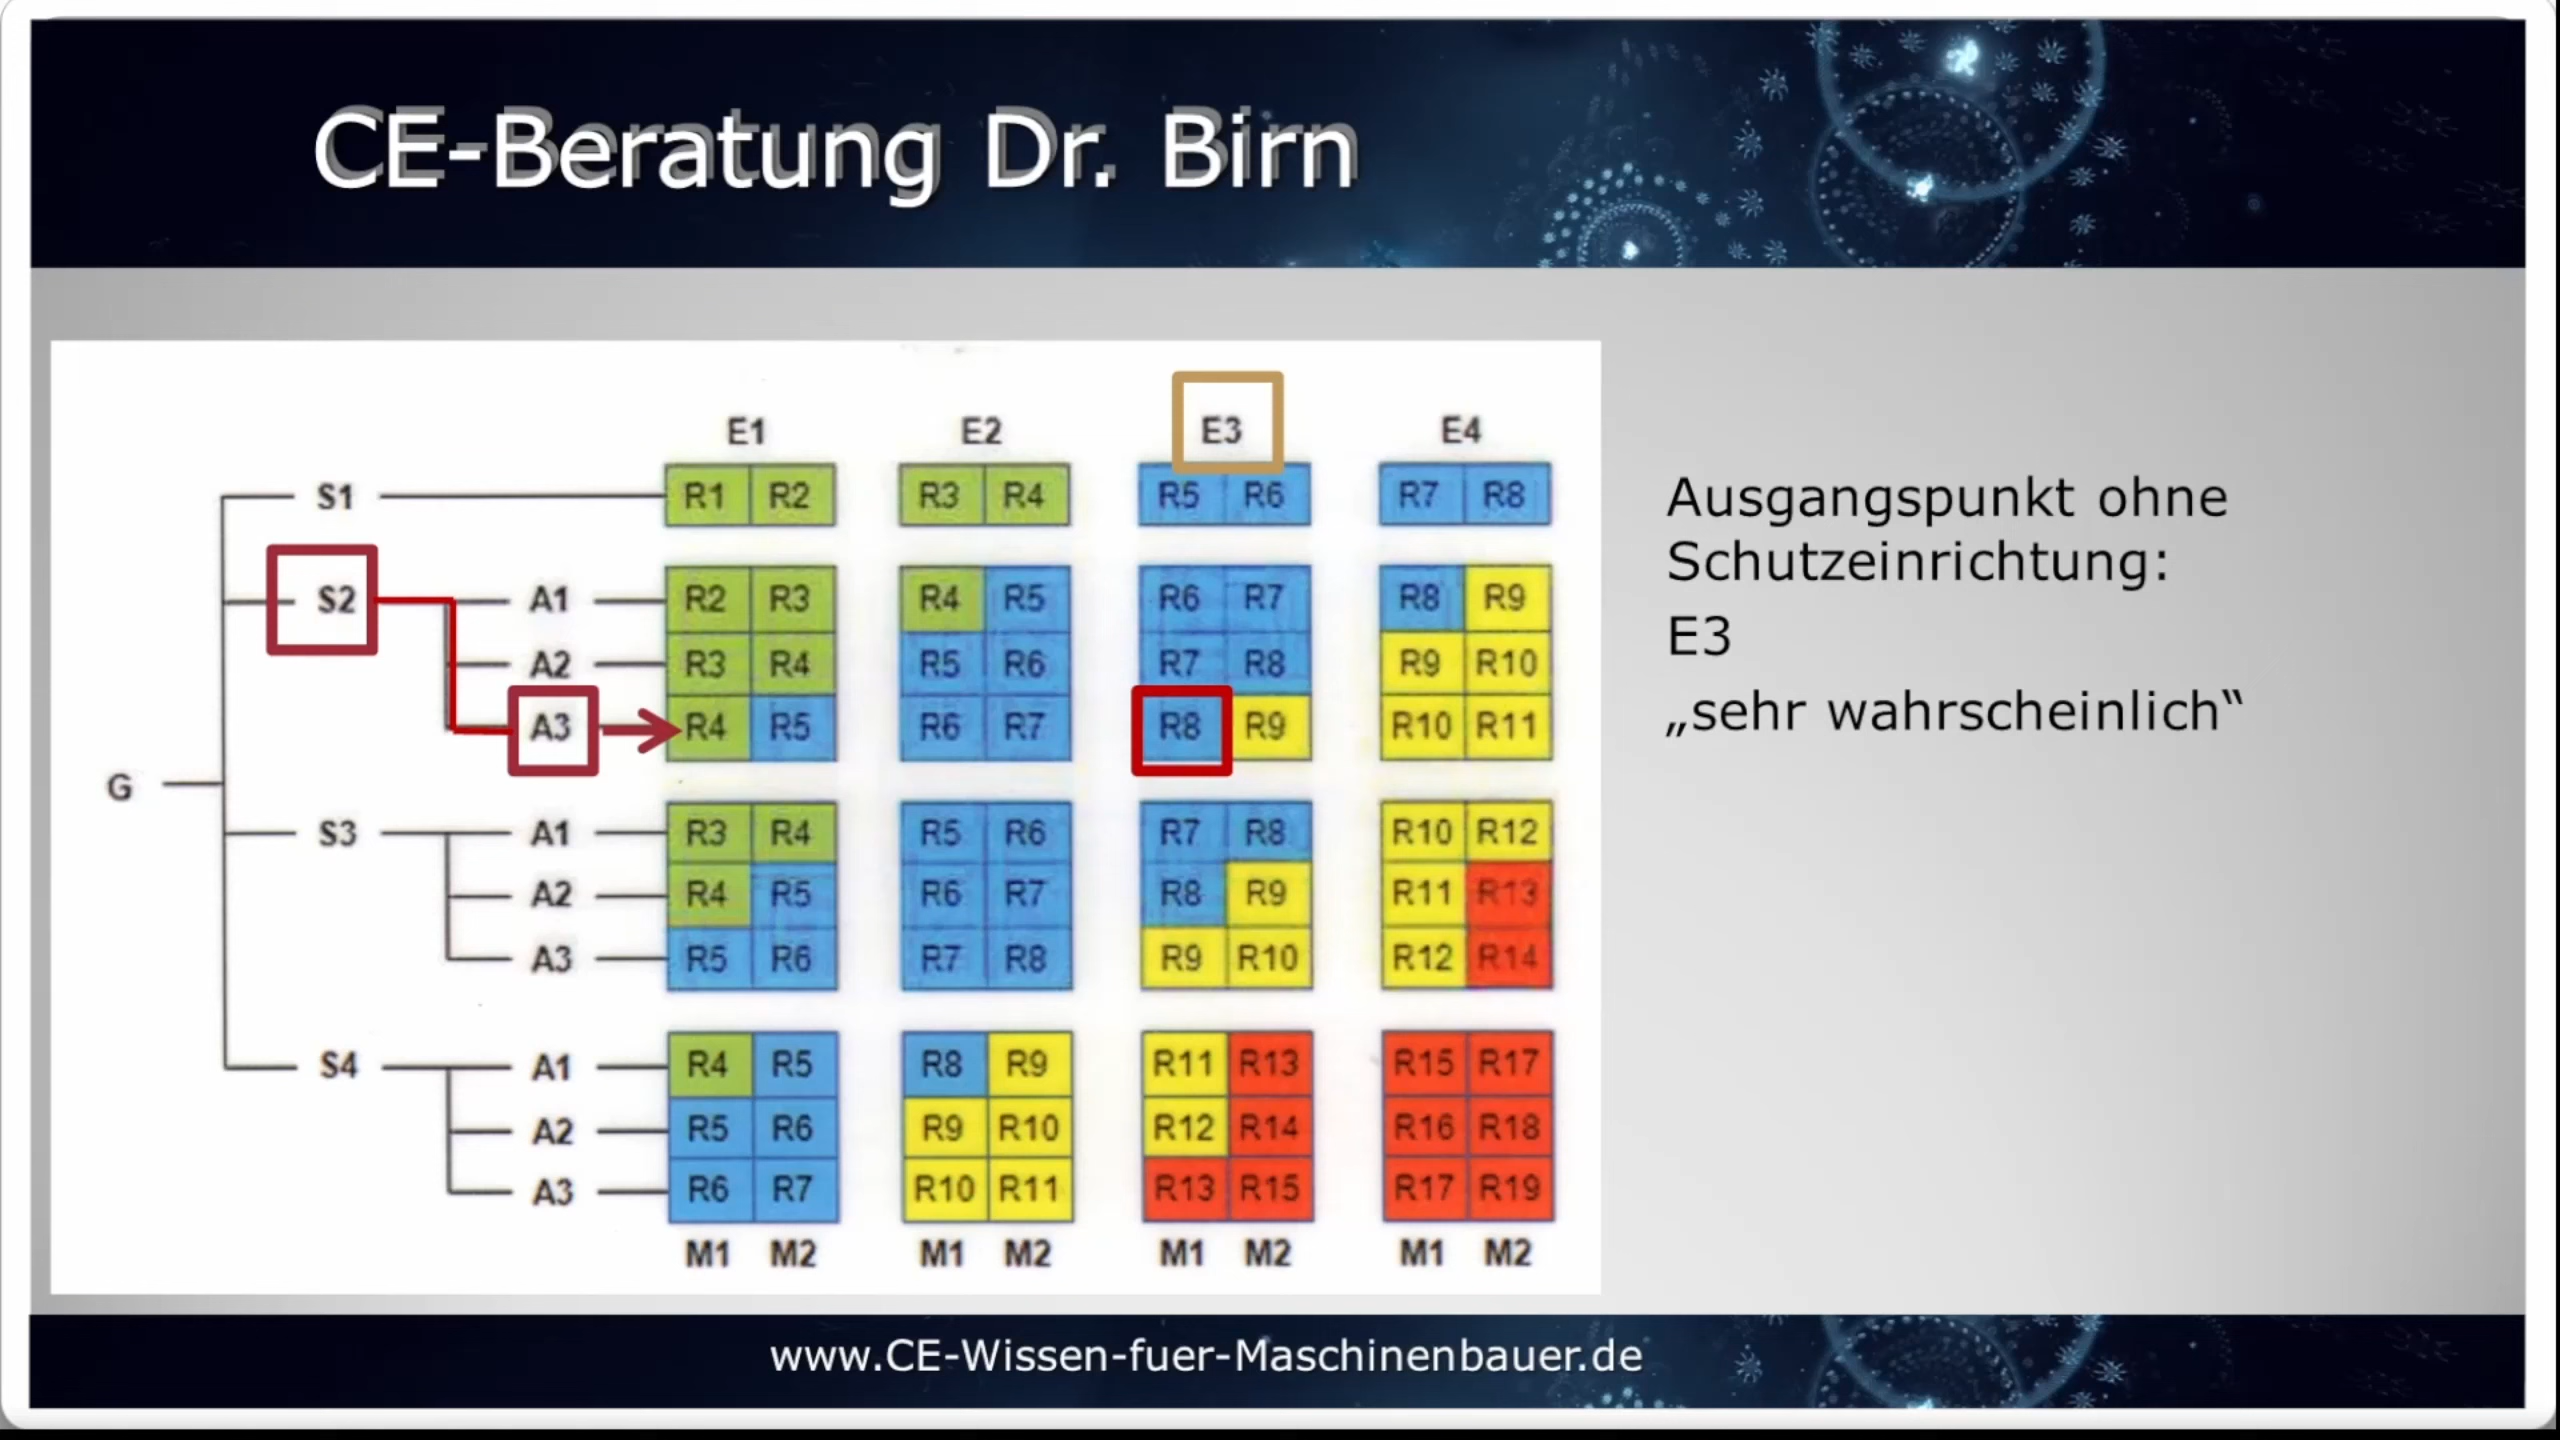 CE-Beratung Dr. Birn
E1 E2 E3 E4
S1 R1 R2 R3 R4 R5 R6 R7 R8
S2 A1 R2 R3 R4 R5 R6 R7 R8 R9
A2 R3 R4 R5 R6 R7 R8 R9 R10
A3 R4 R5 R6 R7 R8 R9 R10 R11
G
S3 A1 R3 R4 R5 R6 R7 R8 R10 R12
A2 R4 R5 R6 R7 R8 R9 R11 R13
A3 R5 R6 R7 R8 R9 R10 R12 R14
S4 A1 R4 R5 R8 R9 R11 R13 R15 R17
A2 R5 R6 R9 R10 R12 R14 R16 R18
A3 R6 R7 R10 R11 R13 R15 R17 R19
M1 M2 M1 M2 M1 M2 M1 M2
Ausgangspunkt ohne
Schutzeinrichtung:
E3
„sehr wahrscheinlich“
www.CE-Wissen-fuer-Maschinenbauer.de